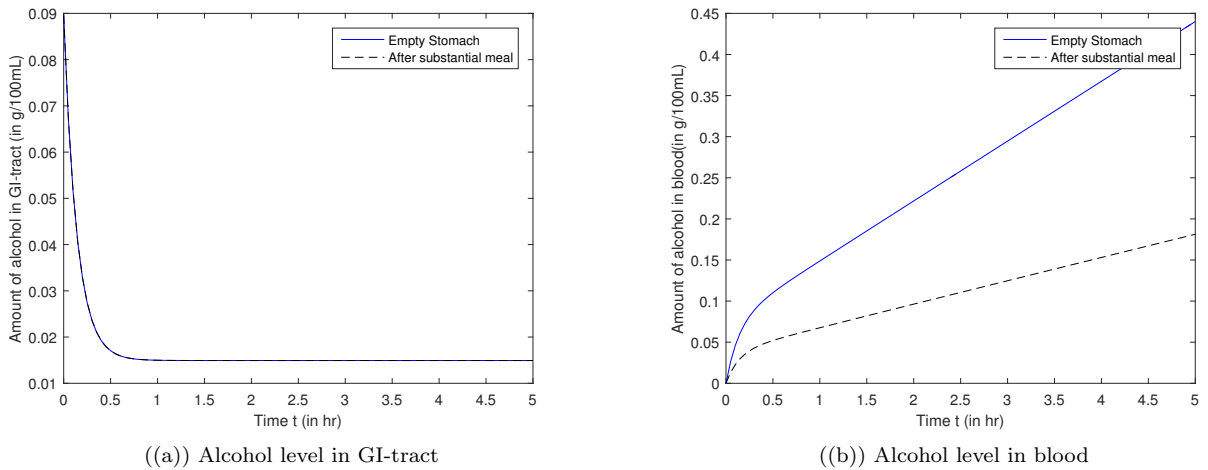 Amount of alcohol in GI-tract (in g/100mL)
0.09
0.08
0.07
0.06
0.05
0.04
0.03
0.02
0.01
0 0.5 1 1.5 2 2.5 3 3.5 4 4.5 5
Time t (in hr)
Empty Stomach
After substantial meal
((a)) Alcohol level in GI-tract
Amount of alcohol in blood(in g/100mL)
0.45
0.4
0.35
0.3
0.25
0.2
0.15
0.1
0.05
0
0 0.5 1 1.5 2 2.5 3 3.5 4 4.5 5
Time t (in hr)
Empty Stomach
After substantial meal
((b)) Alcohol level in blood